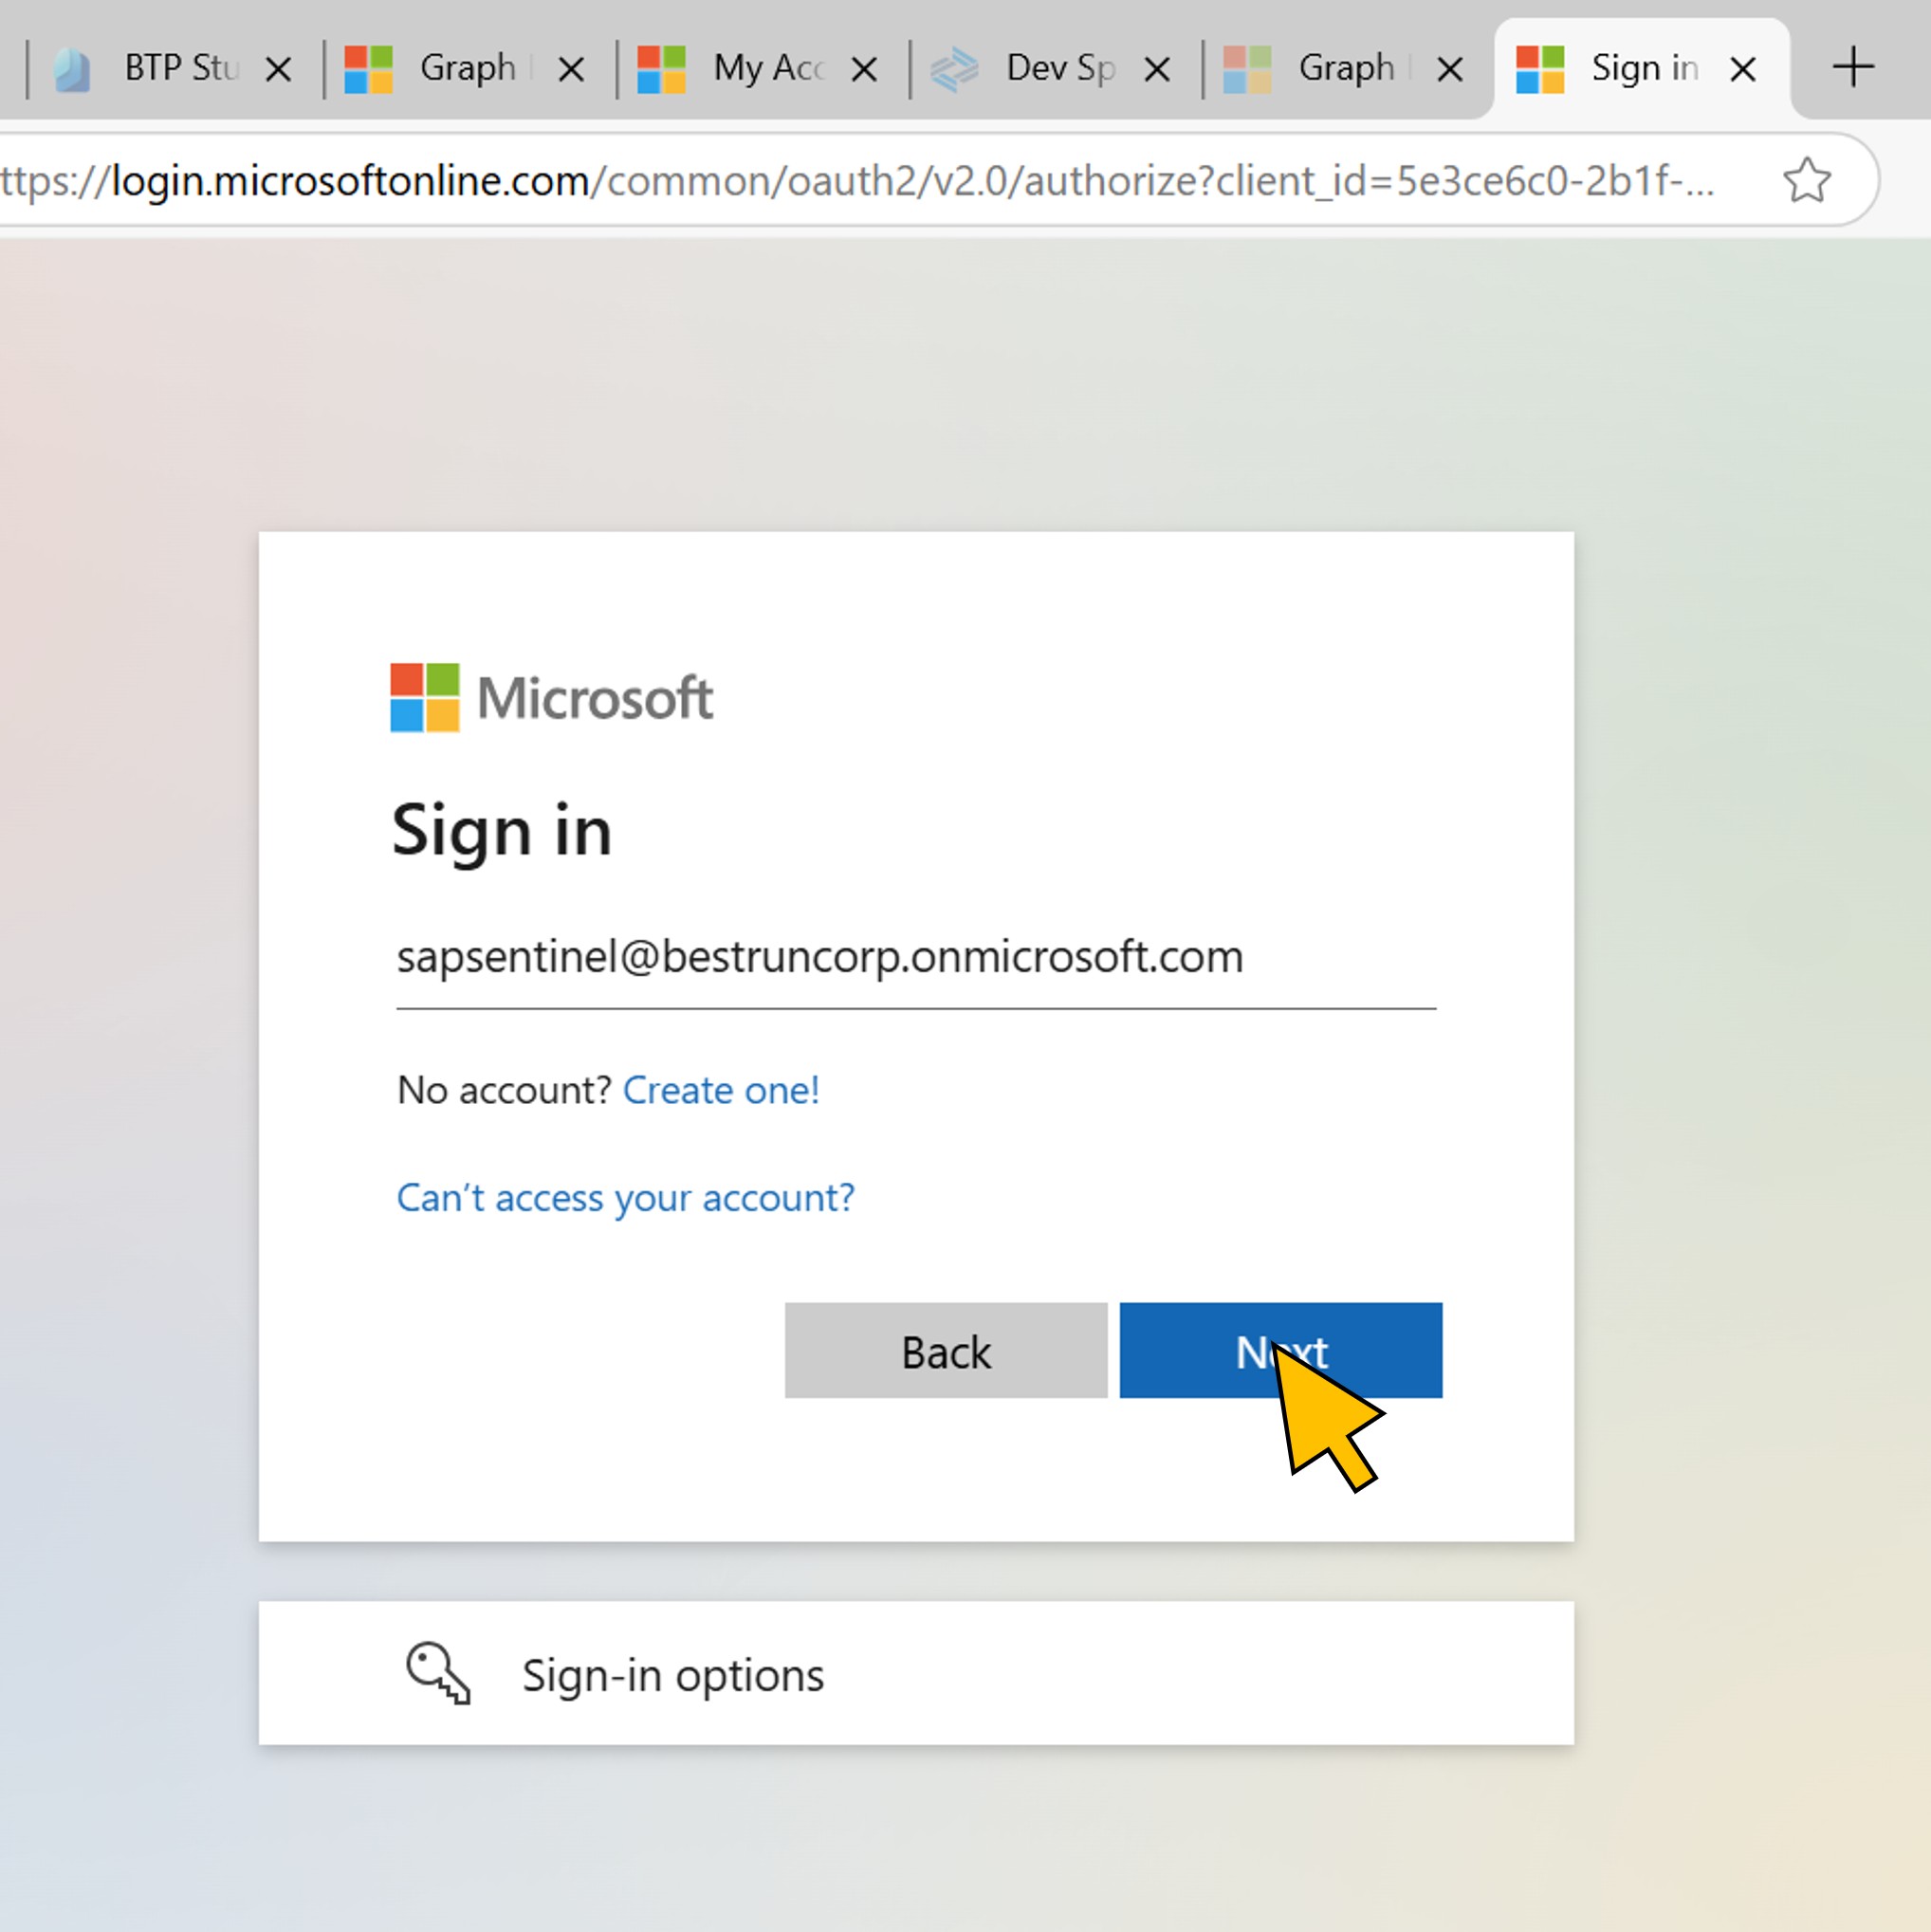 BTP Stu Graph My Acc Dev Sp Graph Sign in
ttps://login.microsoftonline.com/common/oauth2/v2.0/authorize?client_id=5e3ce6c0-2b1f-...
Microsoft
Sign in
sapsentinel@bestruncorp.onmicrosoft.com
No account? Create one!
Can't access your account?
Back Next
Sign-in options